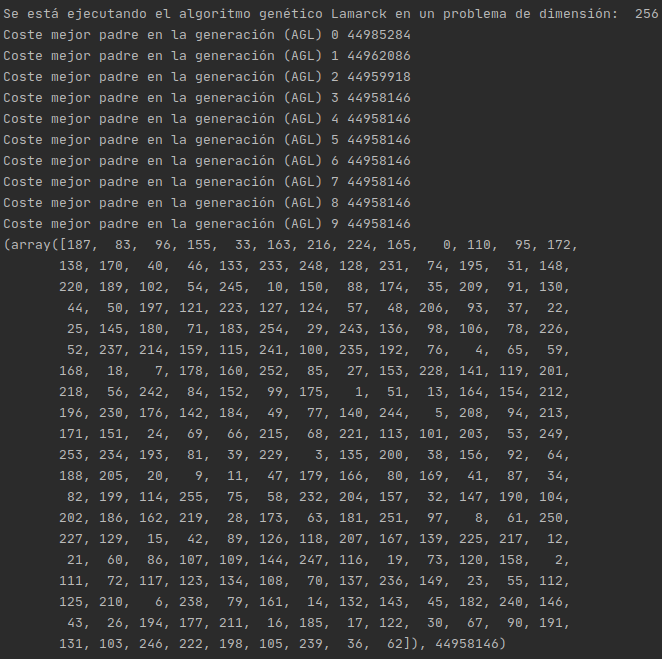 Se está ejecutando el algoritmo genético Lamarck en un problema de dimensión:  256
Coste mejor padre en la generación (AGL) 0 44985284
Coste mejor padre en la generación (AGL) 1 44962086
Coste mejor padre en la generación (AGL) 2 44959918
Coste mejor padre en la generación (AGL) 3 44958146
Coste mejor padre en la generación (AGL) 4 44958146
Coste mejor padre en la generación (AGL) 5 44958146
Coste mejor padre en la generación (AGL) 6 44958146
Coste mejor padre en la generación (AGL) 7 44958146
Coste mejor padre en la generación (AGL) 8 44958146
Coste mejor padre en la generación (AGL) 9 44958146
(array([187,  83,  96, 155,  33, 163, 216, 224, 165,   0, 110,  95, 172,
       138, 170,  40,  46, 133, 233, 248, 128, 231,  74, 195,  31, 148,
       220, 189, 102,  54, 245,  10, 150,  88, 174,  35, 209,  91, 130,
        44,  50, 197, 121, 223, 127, 124,  57,  48, 206,  93,  37,  22,
        25, 145, 180,  71, 183, 254,  29, 243, 136,  98, 106,  78, 226,
        52, 237, 214, 159, 115, 241, 100, 235, 192,  76,   4,  65,  59,
       168,  18,   7, 178, 160, 252,  85,  27, 153, 228, 141, 119, 201,
       218,  56, 242,  84, 152,  99, 175,   1,  51,  13, 164, 154, 212,
       196, 230, 176, 142, 184,  49,  77, 140, 244,   5, 208,  94, 213,
       171, 151,  24,  69,  66, 215,  68, 221, 113, 101, 203,  53, 249,
       253, 234, 193,  81,  39, 229,   3, 135, 200,  38, 156,  92,  64,
       188, 205,  20,   9,  11,  47, 179, 166,  80, 169,  41,  87,  34,
        82, 199, 114, 255,  75,  58, 232, 204, 157,  32, 147, 190, 104,
       202, 186, 162, 219,  28, 173,  63, 181, 251,  97,   8,  61, 250,
       227, 129,  15,  42,  89, 126, 118, 207, 167, 139, 225, 217,  12,
        21,  60,  86, 107, 109, 144, 247, 116,  19,  73, 120, 158,   2,
       111,  72, 117, 123, 134, 108,  70, 137, 236, 149,  23,  55, 112,
       125, 210,   6, 238,  79, 161,  14, 132, 143,  45, 182, 240, 146,
        43,  26, 194, 177, 211,  16, 185,  17, 122,  30,  67,  90, 191,
       131, 103, 246, 222, 198, 105, 239,  36,  62]), 44958146)